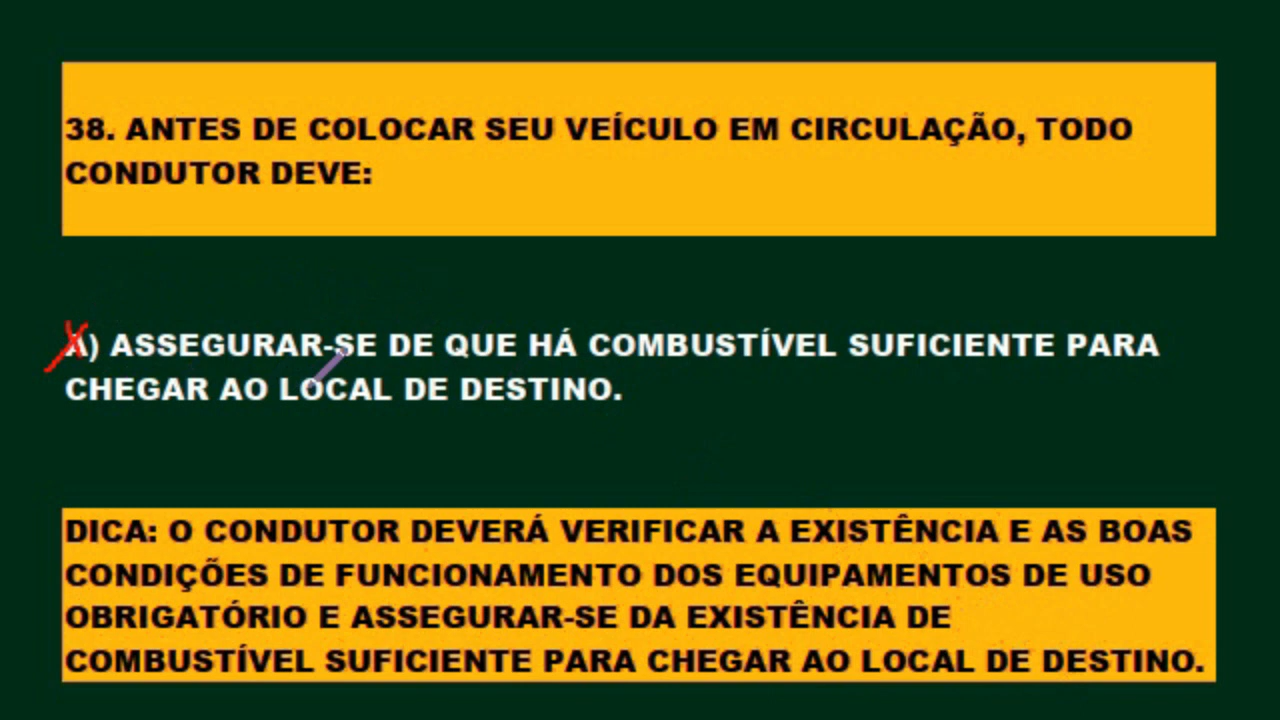 38. ANTES DE COLOCAR SEU VEÍCULO EM CIRCULAÇÃO, TODO
CONDUTOR DEVE:
A) ASSEGURAR-SE DE QUE HÁ COMBUSTÍVEL SUFICIENTE PARA
CHEGAR AO LOCAL DE DESTINO.
DICA: O CONDUTOR DEVERÁ VERIFICAR A EXISTÊNCIA E AS BOAS
CONDIÇÕES DE FUNCIONAMENTO DOS EQUIPAMENTOS DE USO
OBRIGATÓRIO E ASSEGURAR-SE DA EXISTÊNCIA DE
COMBUSTÍVEL SUFICIENTE PARA CHEGAR AO LOCAL DE DESTINO.